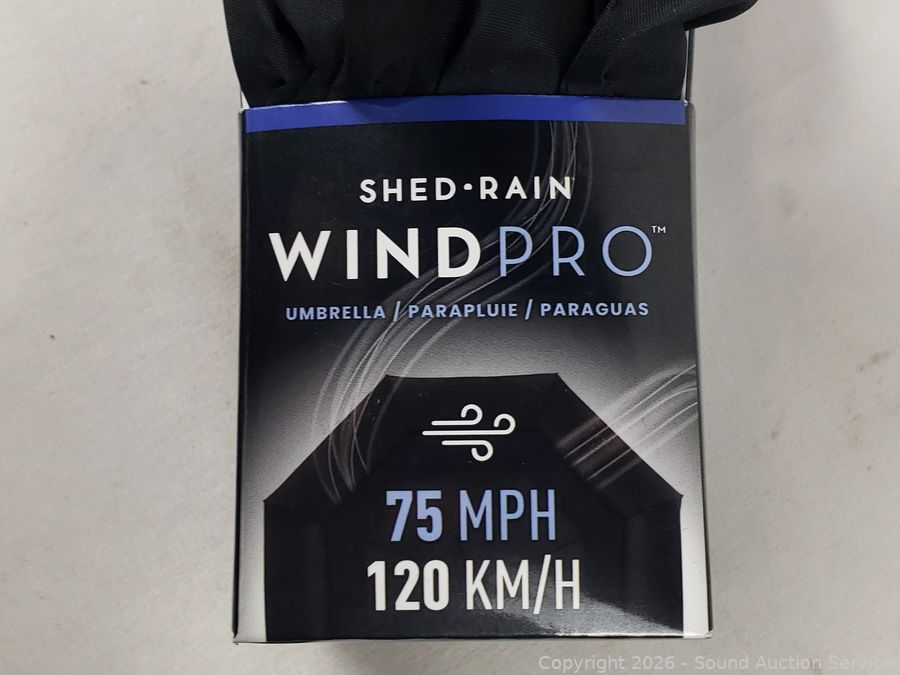 SHED•RAIN
WINDPRO™
UMBRELLA / PARAPLUIE / PARAGUAS
75 MPH
120 KM/H
Copyright 2026 - Sound Auction Service